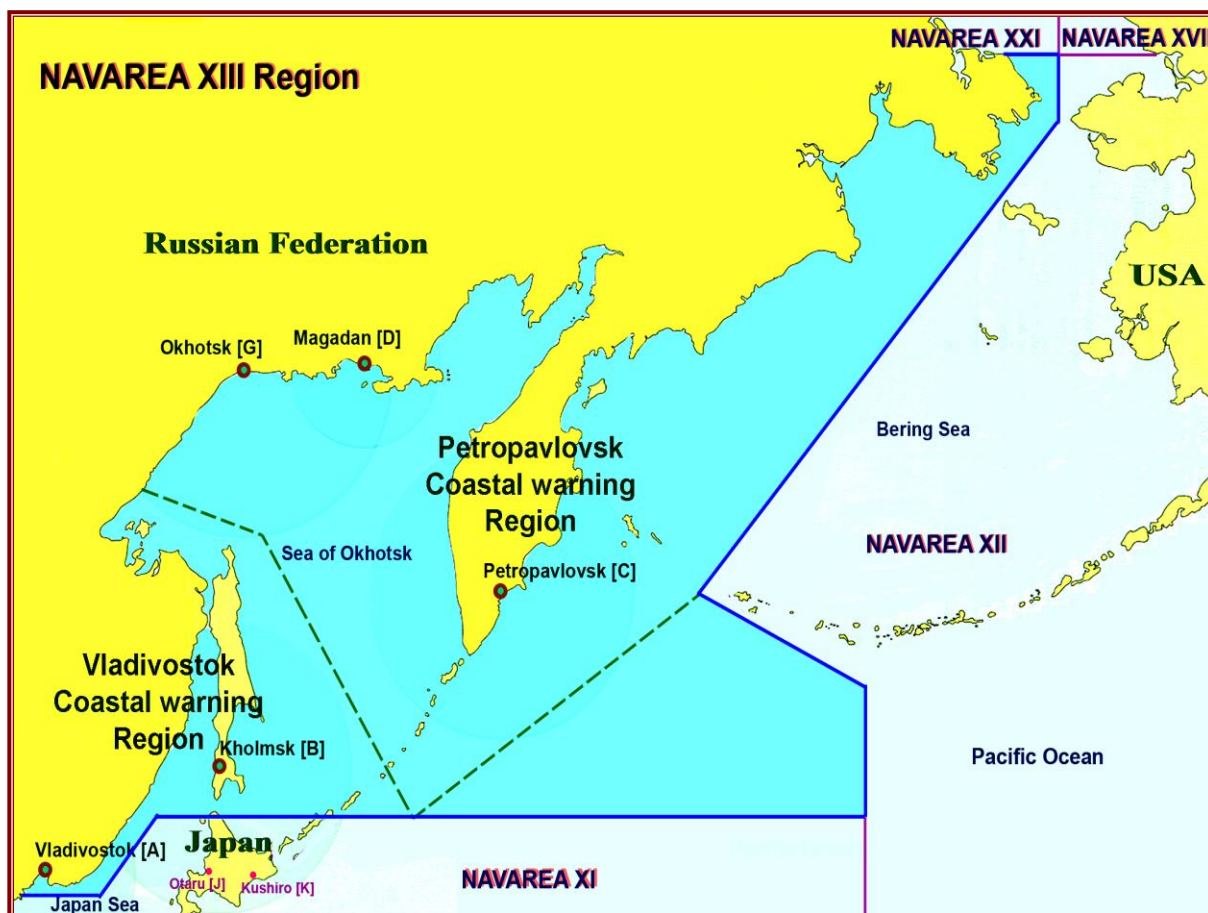 NAVAREA XXI
NAVAREA XVII
NAVAREA XIII Region
Russian Federation
USA
Okhotsk [G]
Magadan [D]
Bering Sea
Petropavlovsk
Coastal warning
Region
Sea of Okhotsk
NAVAREA XII
Petropavlovsk [C]
Vladivostok
Coastal warning
Region
Kholmsk [B]
Pacific Ocean
Japan
Vladivostok [A]
Otaru [J]
Kushiro [K]
NAVAREA XI
Japan Sea